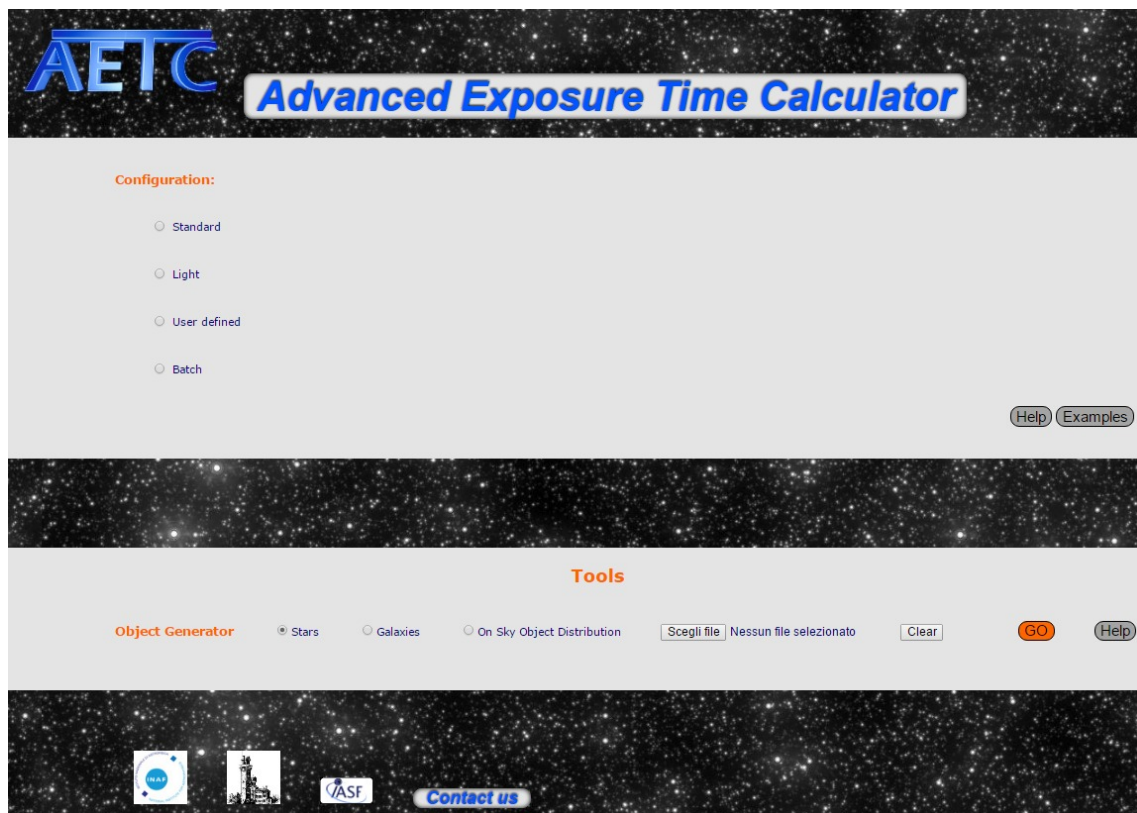 AETC
Advanced Exposure Time Calculator
Configuration:
Standard
Light
User defined
Batch
Help Examples
Tools
Object Generator Stars Galaxies On Sky Object Distribution Scegli file Nessun file selezionato Clear GO Help
INAF
IASF
Contact us